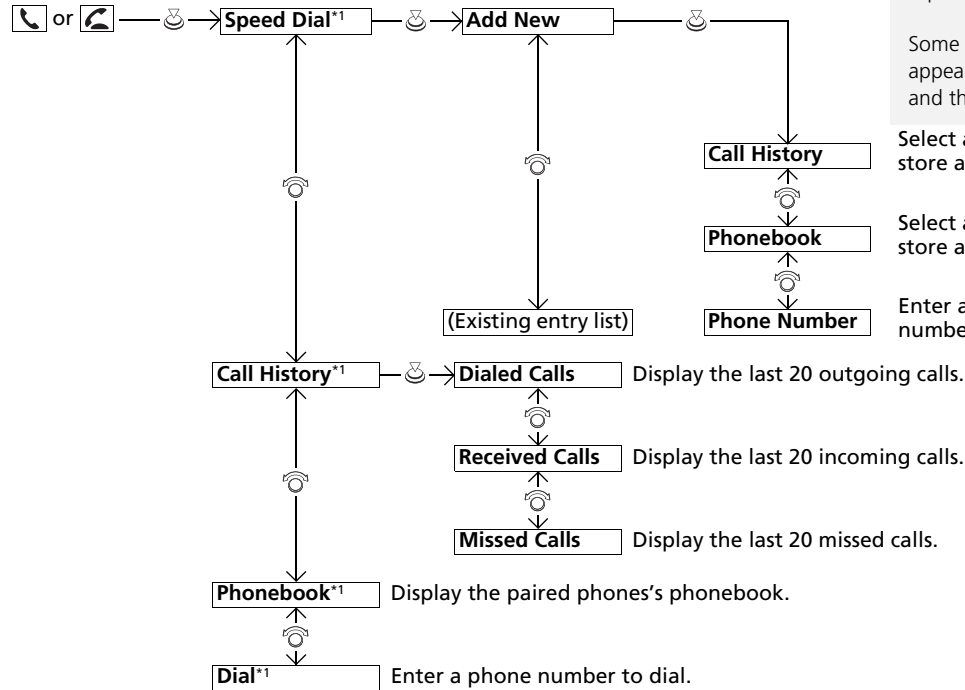 or Speed Dial*1 Add New
Some
appea
and th
Call History
Select a
store a
Phonebook
Select a
store a
(Existing entry list)
Phone Number
Enter a
numbe
Call History*1 Dialed Calls Display the last 20 outgoing calls.
Received Calls Display the last 20 incoming calls.
Missed Calls Display the last 20 missed calls.
Phonebook*1 Display the paired phones's phonebook.
Dial*1 Enter a phone number to dial.